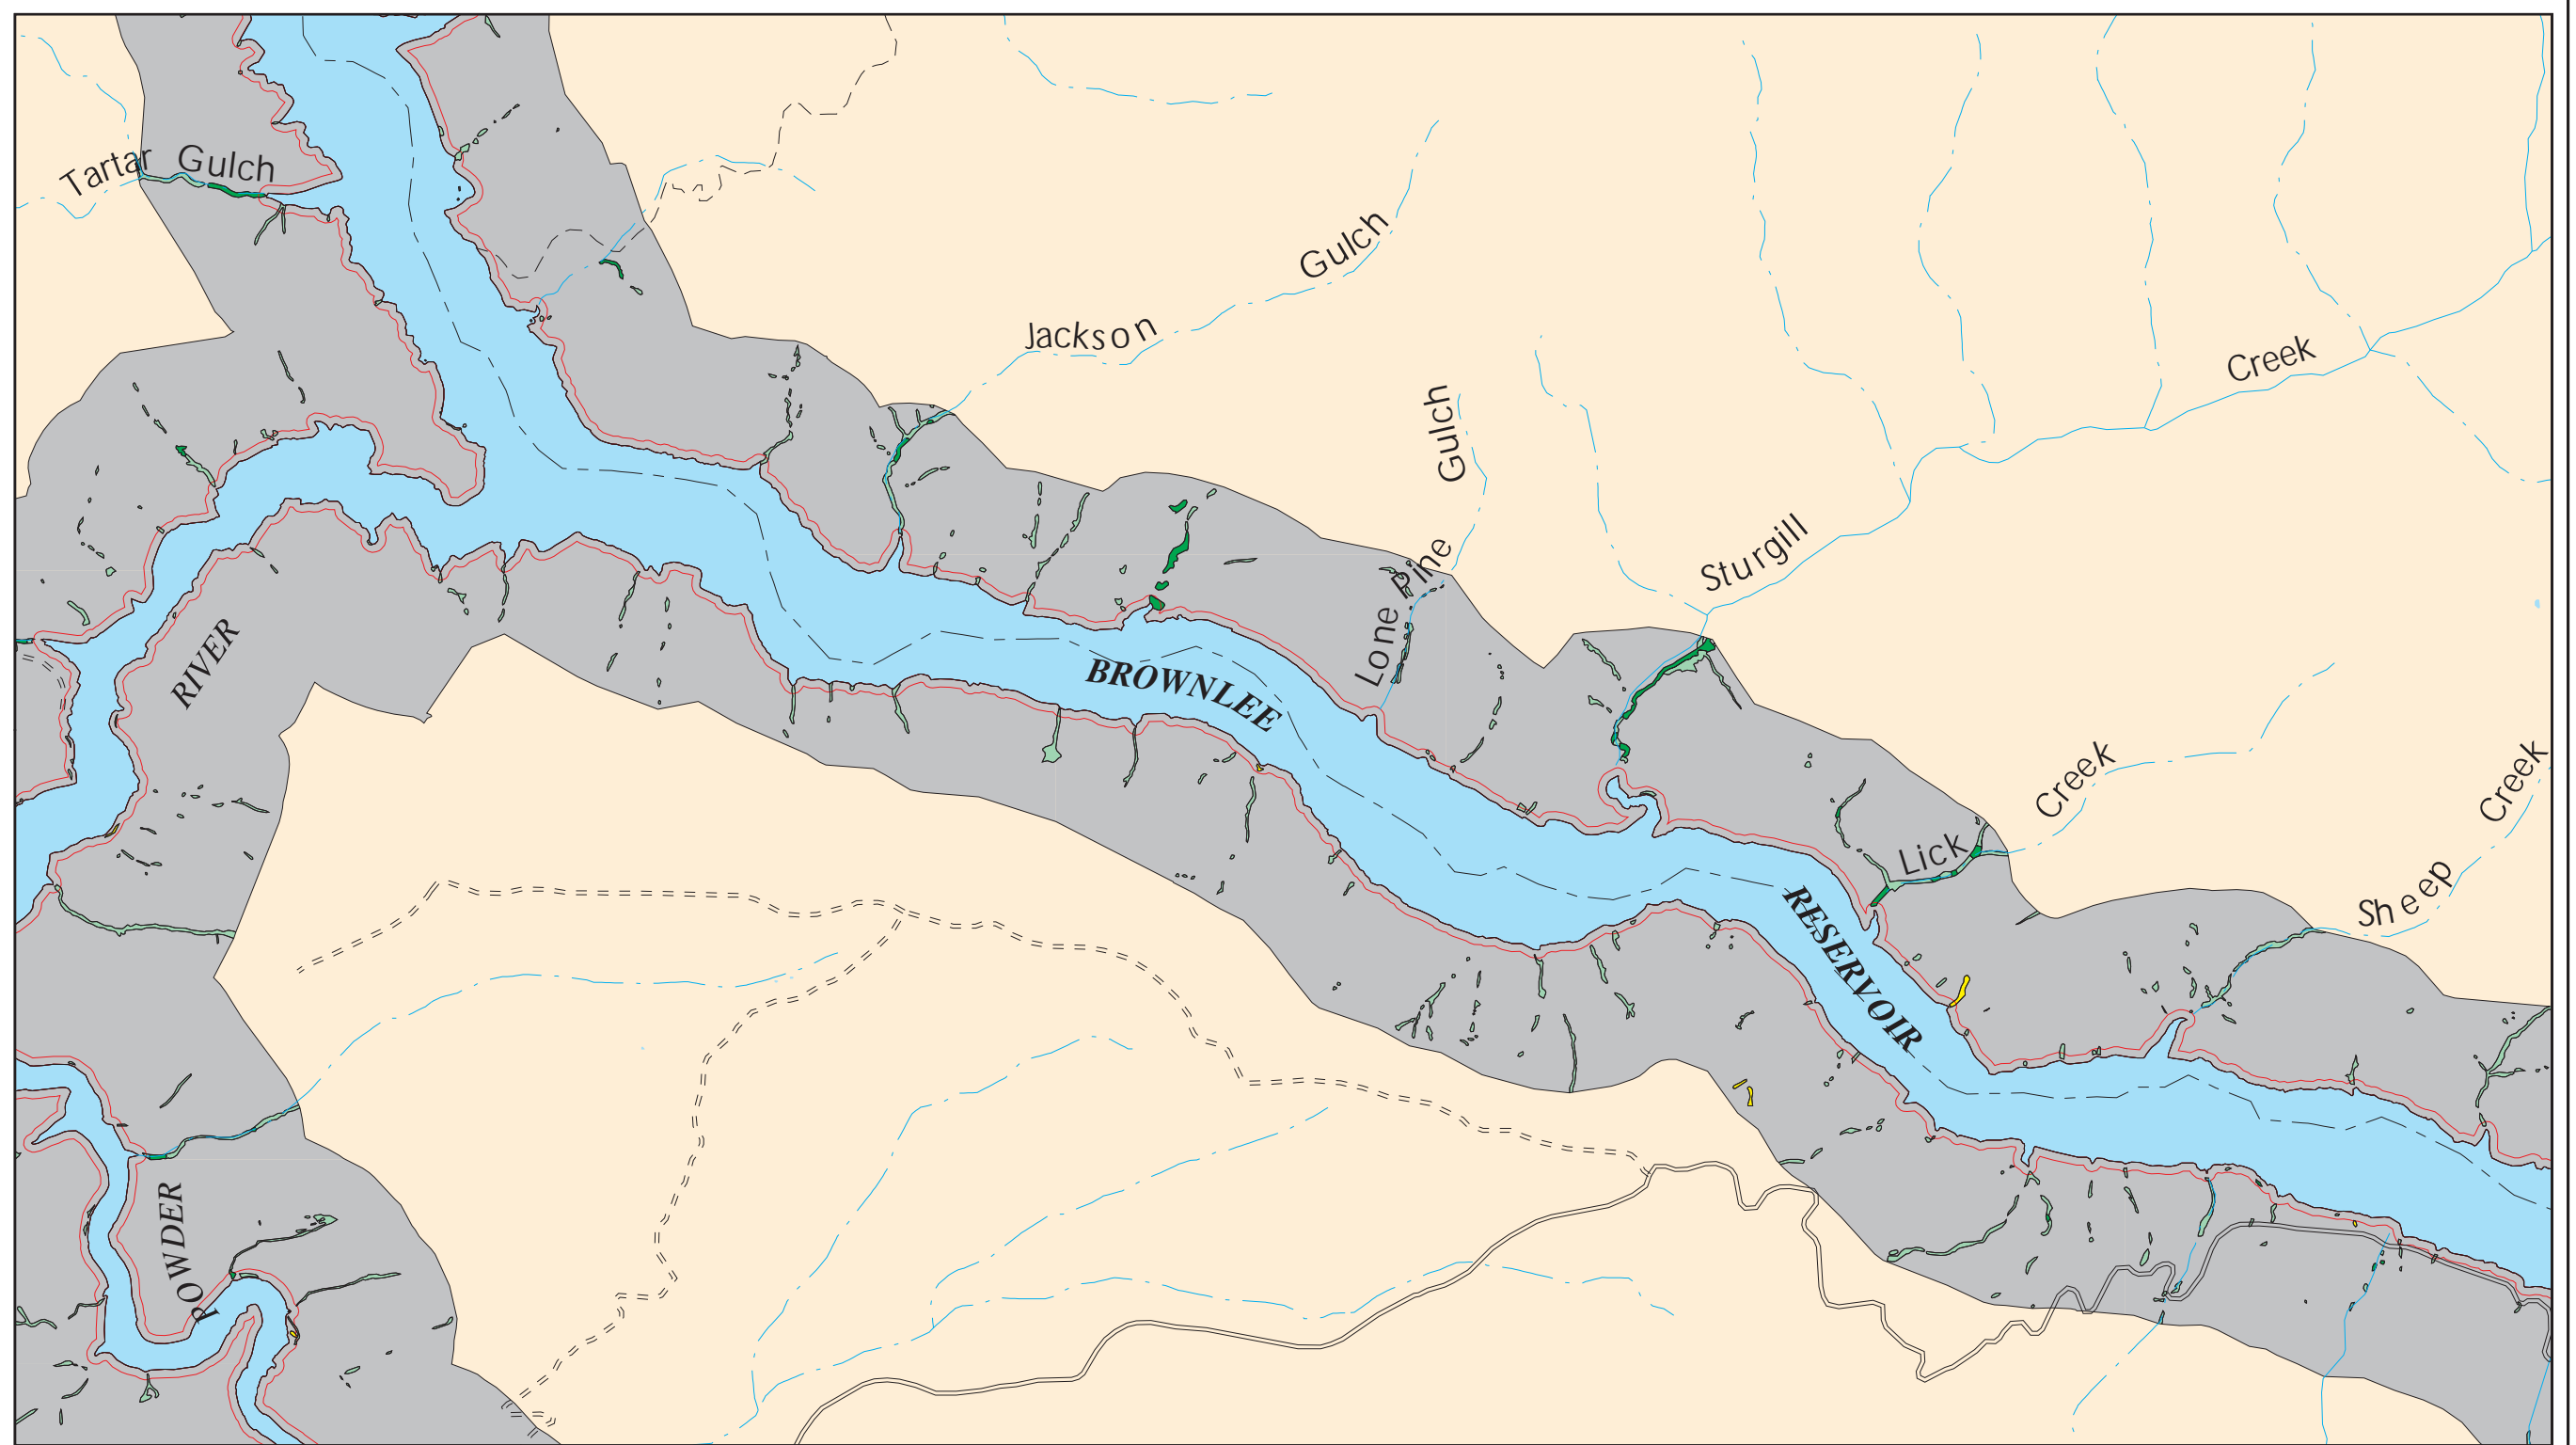 Tartar Gulch
Jackson Gulch
Lone Pine Gulch
Sturgill Creek
RIVER
BROWNLEE
RESERVOIR
Lick Creek
Sheep Creek
POWDER